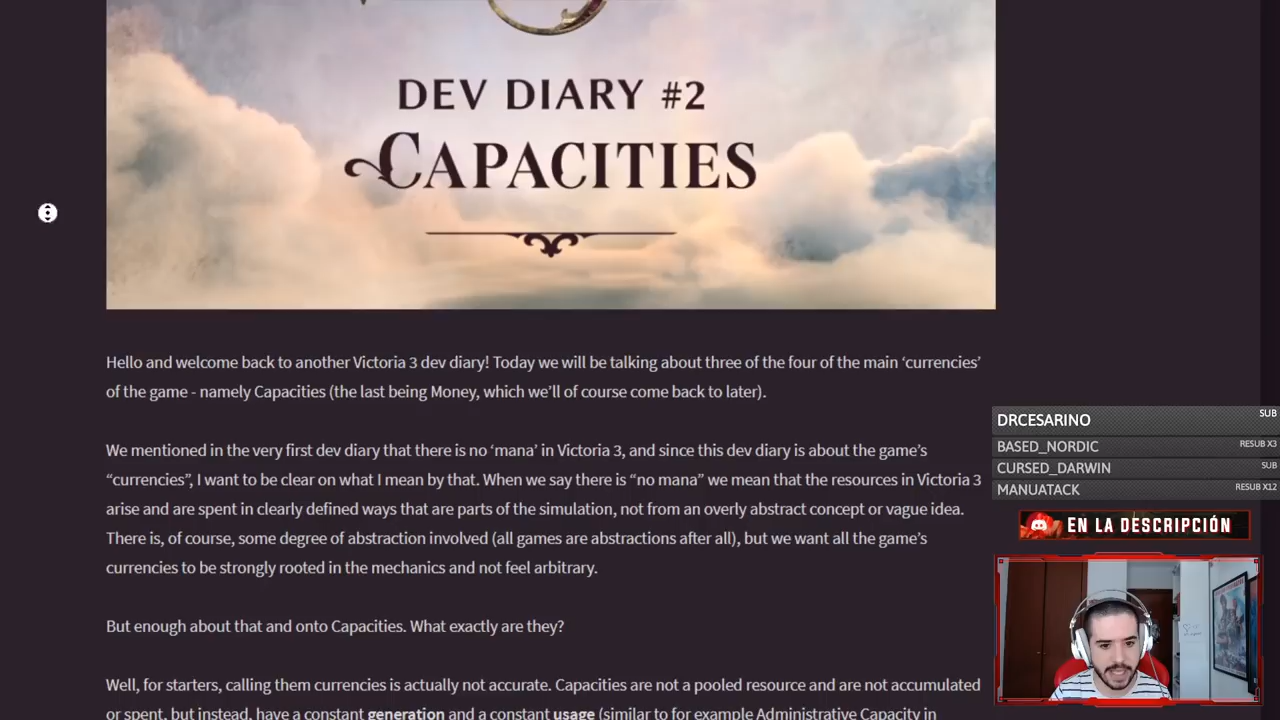 DEV DIARY #2
CAPACITIES
Hello and welcome back to another Victoria 3 dev diary! Today we will be talking about three of the four of the main ‘currencies’
of the game - namely Capacities (the last being Money, which we’ll of course come back to later).
We mentioned in the very first dev diary that there is no ‘mana’ in Victoria 3, and since this dev diary is about the game’s
“currencies”, I want to be clear on what I mean by that. When we say there is “no mana” we mean that the resources in Victoria 3
arise and are spent in clearly defined ways that are parts of the simulation, not from an overly abstract concept or vague idea.
There is, of course, some degree of abstraction involved (all games are abstractions after all), but we want all the game’s
currencies to be strongly rooted in the mechanics and not feel arbitrary.
But enough about that and onto Capacities. What exactly are they?
Well, for starters, calling them currencies is actually not accurate. Capacities are not a pooled resource and are not accumulated
or spent, but instead, have a constant generation and a constant usage (similar to for example Administrative Capacity in
DRCESARINO SUB
BASED_NORDIC RESUB X3
CURSED_DARWIN SUB
MANUATACK RESUB X12
EN LA DESCRIPCIÓN